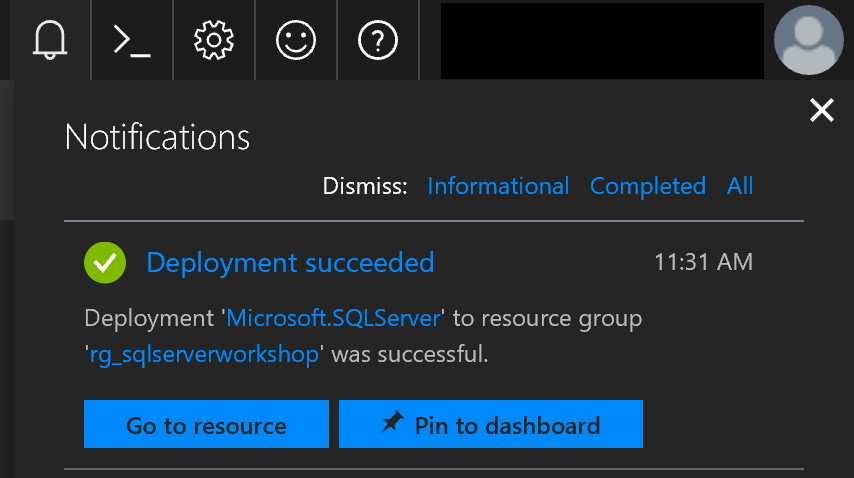 Notifications
Dismiss: Informational Completed All
Deployment succeeded 11:31 AM
Deployment 'Microsoft.SQLServer' to resource group
'rg_sqlserverworkshop' was successful.
Go to resource Pin to dashboard